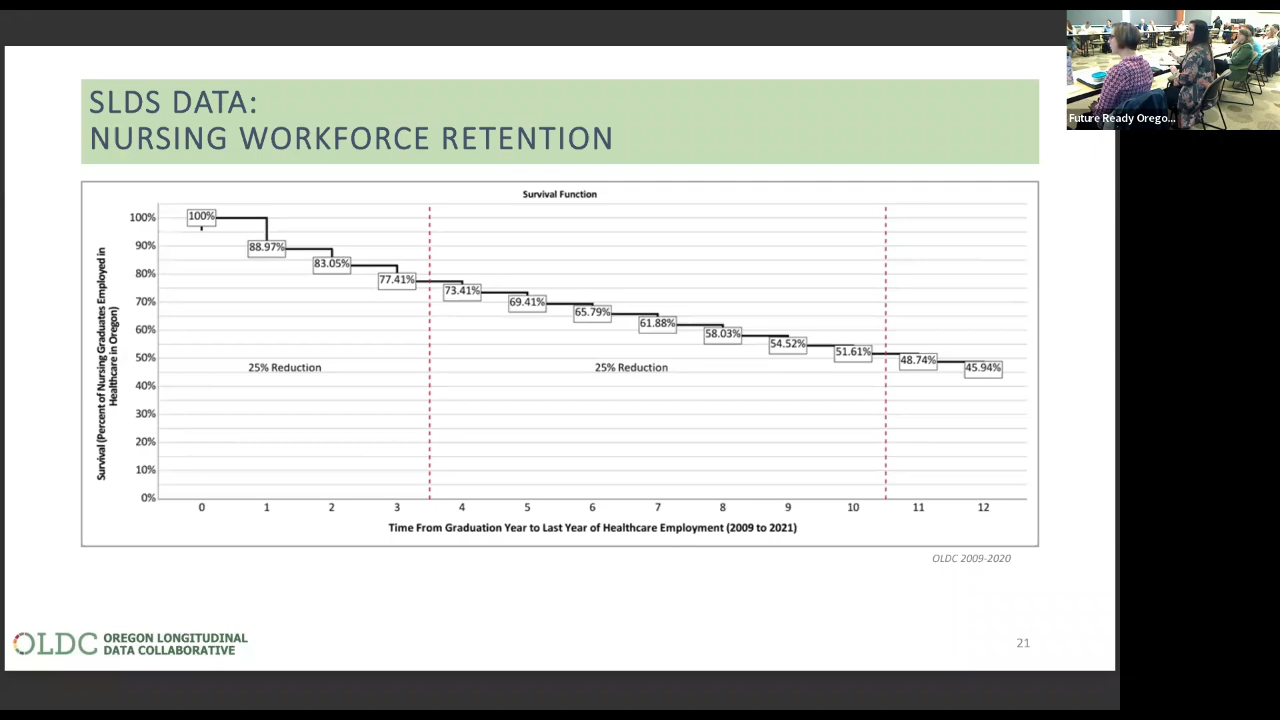 Future Ready Orego...
SLDS DATA:
NURSING WORKFORCE RETENTION
Survival Function
Survival (Percent of Nursing Graduates Employed in
Healthcare in Oregon)
100%
90%
80%
70%
60%
50%
40%
30%
20%
10%
0%
100%
88.97%
83.05%
77.41%
73.41%
69.41%
65.79%
61.88%
58.03%
54.52%
51.61%
48.74%
45.94%
25% Reduction
25% Reduction
0 1 2 3 4 5 6 7 8 9 10 11 12
Time From Graduation Year to Last Year of Healthcare Employment (2009 to 2021)
OLDC 2009-2020
OLDC OREGON LONGITUDINAL
DATA COLLABORATIVE
21